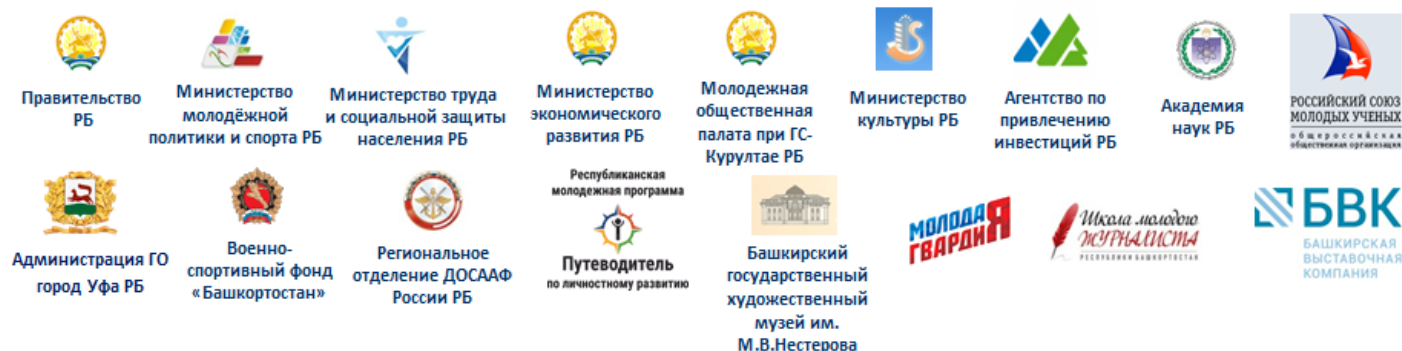 Правительство
РБ
Министерство
молодёжной
политики и спорта РБ
Министерство труда
и социальной защиты
населения РБ
Министерство
экономического
развития РБ
Молодежная
общественная
палата при ГС-
Курултае РБ
Министерство
культуры РБ
Агентство по
привлечению
инвестиций РБ
Академия
наук РБ
РОССИЙСКИЙ СОЮЗ
МОЛОДЫХ УЧЕНЫХ
общероссийская
общественная организация
Администрация ГО
город Уфа РБ
Военно-
спортивный фонд
«Башкортостан»
Региональное
отделение ДОСААФ
России РБ
Республиканская
молодежная программа
Путеводитель
по личностному развитию
Башкирский
государственный
художественный
музей им.
М.В.Нестерова
МОЛОДАЯ
ГВАРДИЯ
Школа молодого
ЖУРНАЛИСТА
РЕСПУБЛИКИ БАШКОРТОСТАН
БВК
БАШКИРСКАЯ
ВЫСТАВОЧНАЯ
КОМПАНИЯ